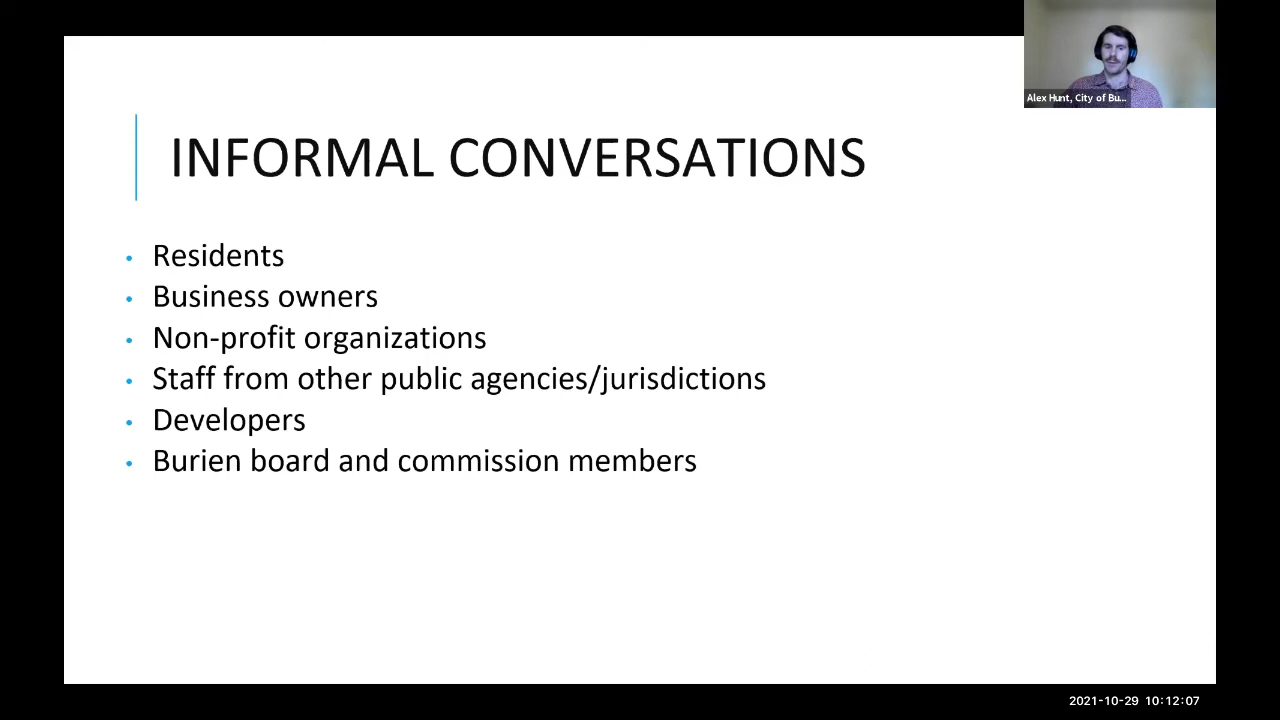 Alex Hunt, City of Bu...
INFORMAL CONVERSATIONS
• Residents
• Business owners
• Non-profit organizations
• Staff from other public agencies/jurisdictions
• Developers
• Burien board and commission members
2021-10-29 10:12:07